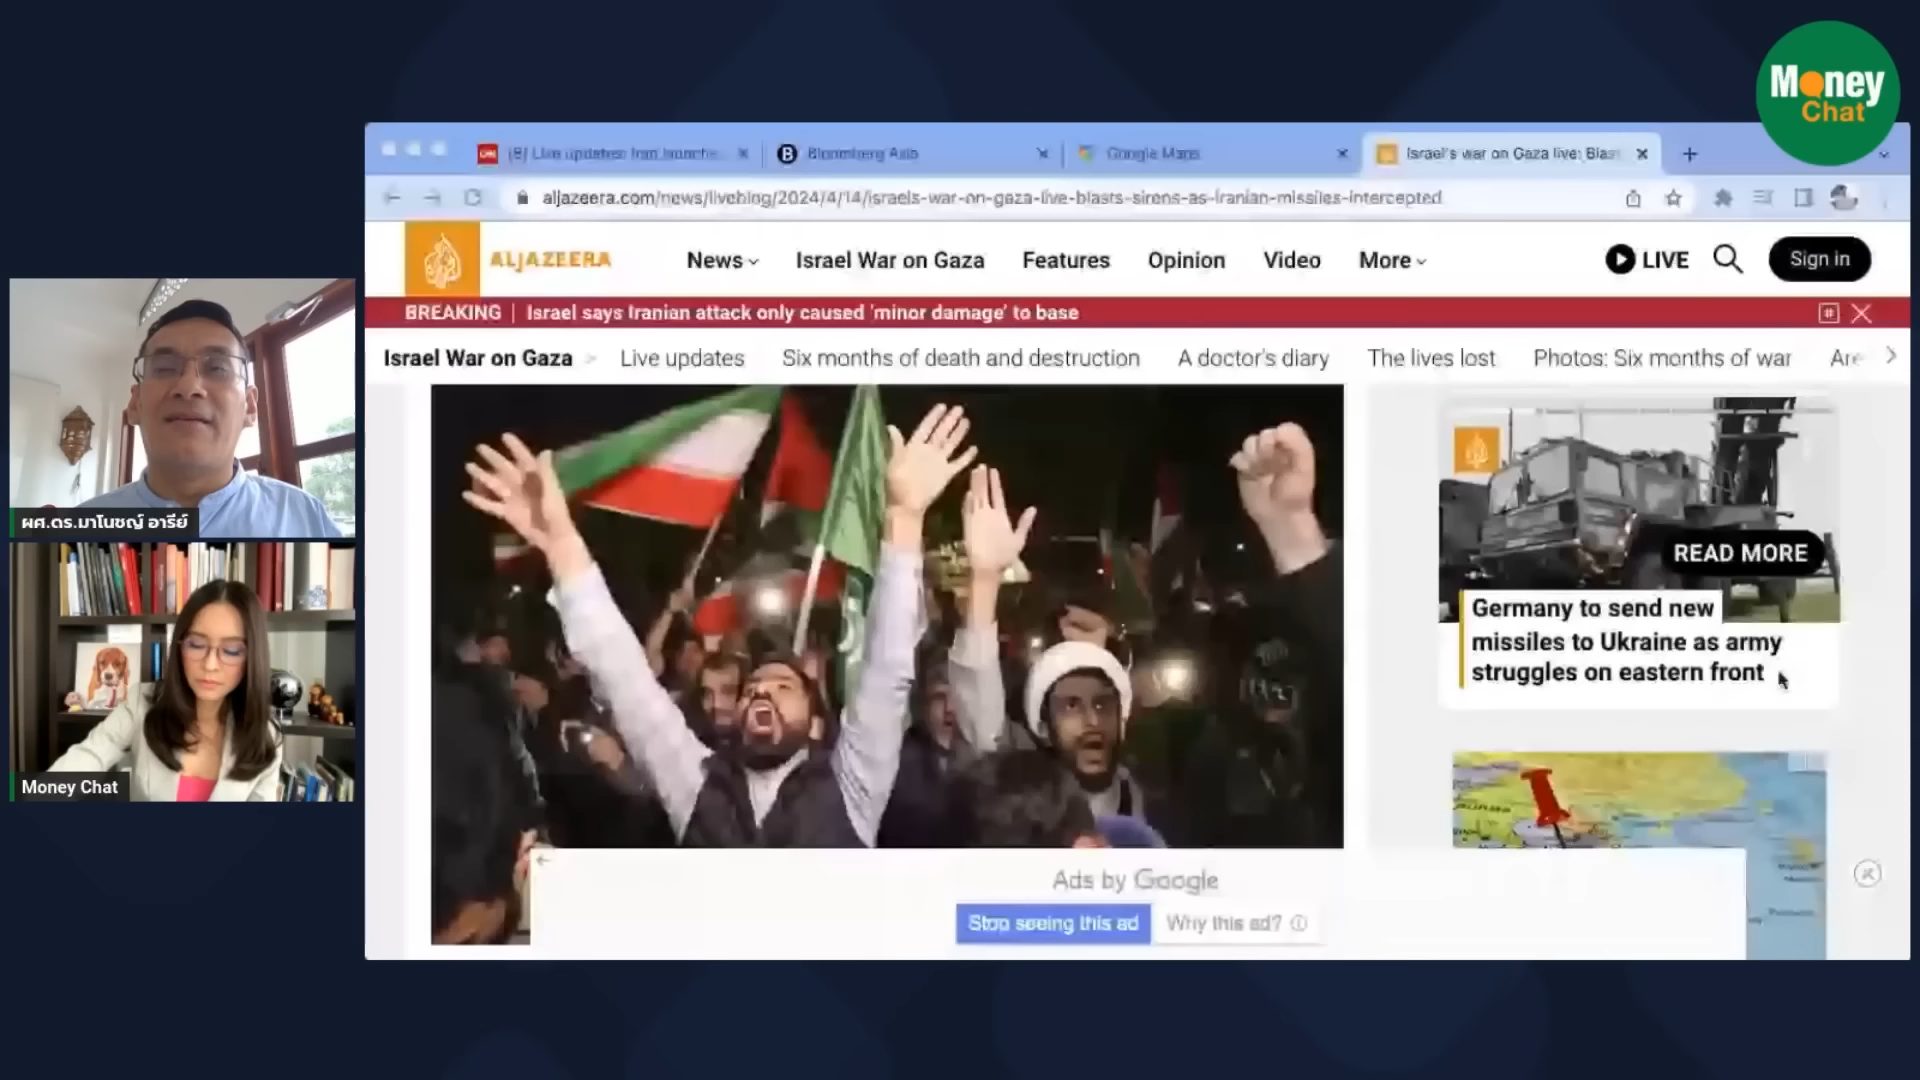 Money
Chat
(8) Live updates: Iran launche
Bloomberg Asia
Google Maps
Israel's war on Gaza live: Blas
aljazeera.com/news/liveblog/2024/4/14/israels-war-on-gaza-live-blasts-sirens-as-iranian-missiles-intercepted
ALJAZEERA
News
Israel War on Gaza
Features
Opinion
Video
More
LIVE
Sign in
BREAKING | Israel says Iranian attack only caused 'minor damage' to base
Israel War on Gaza
Live updates
Six months of death and destruction
A doctor's diary
The lives lost
Photos: Six months of war
Are
ผศ.ดร.มาโนชญ์ อารีย์
Money Chat
READ MORE
Germany to send new
missiles to Ukraine as army
struggles on eastern front
Ads by Google
Stop seeing this ad
Why this ad?